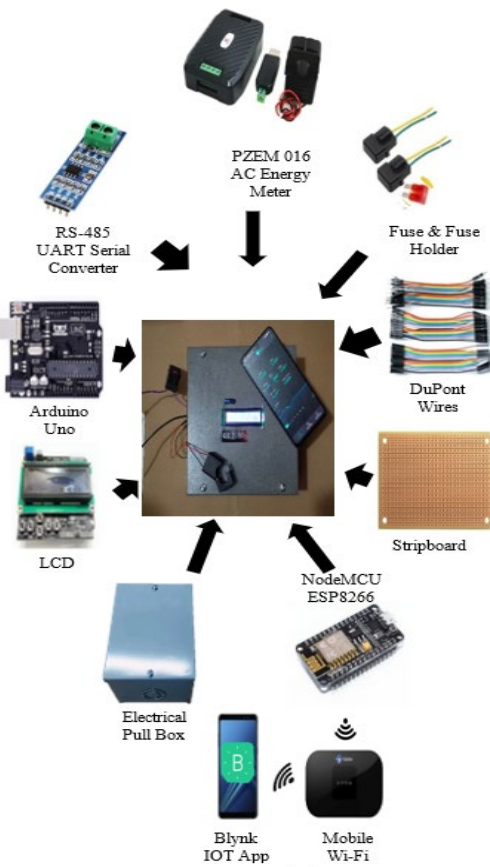 PZEM 016
AC Energy
Meter
RS-485
UART Serial
Converter
Fuse & Fuse
Holder
Arduino
Uno
DuPont
Wires
LCD
Stripboard
NodeMCU
ESP8266
Electrical
Pull Box
B
Blynk
IOT App
Mobile
Wi-Fi